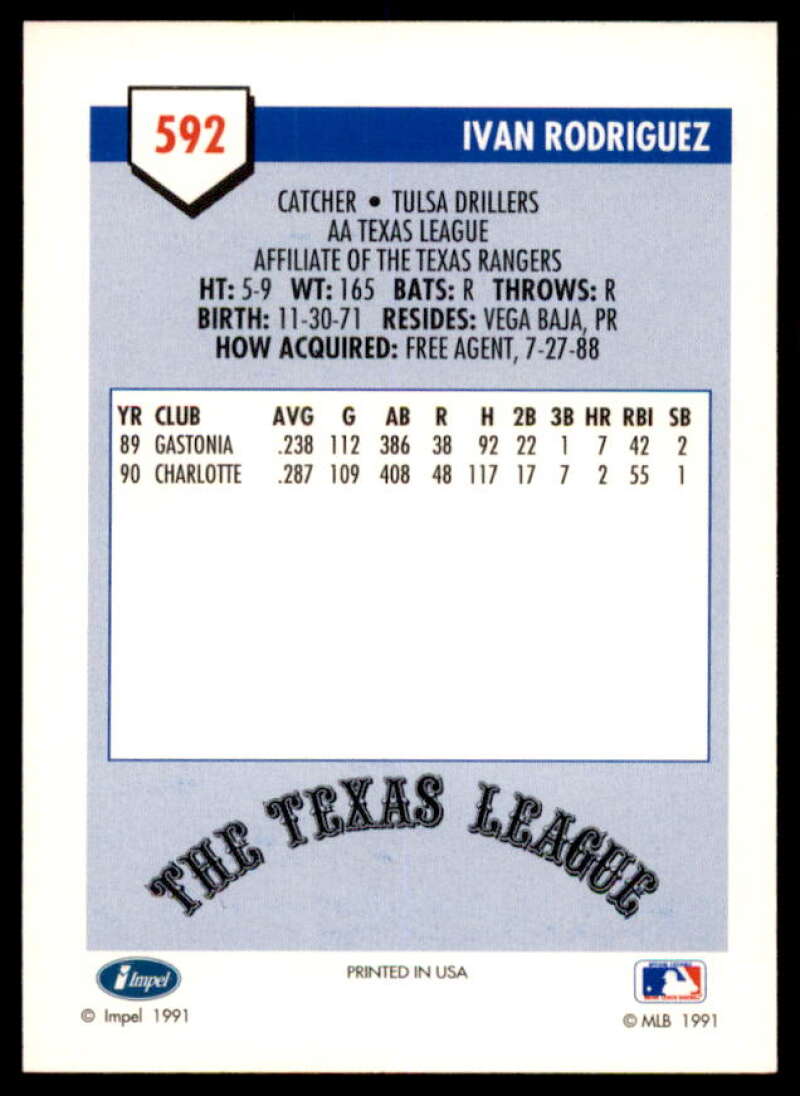 592
IVAN RODRIGUEZ
CATCHER • TULSA DRILLERS
AA TEXAS LEAGUE
AFFILIATE OF THE TEXAS RANGERS
HT: 5-9 WT: 165 BATS: R THROWS: R
BIRTH: 11-30-71 RESIDES: VEGA BAJA, PR
HOW ACQUIRED: FREE AGENT, 7-27-88
YR CLUB AVG G AB R H 2B 3B HR RBI SB
89 GASTONIA .238 112 386 38 92 22 1 7 42 2
90 CHARLOTTE .287 109 408 48 117 17 7 2 55 1
THE TEXAS LEAGUE
Impel
PRINTED IN USA
© Impel 1991
© MLB 1991